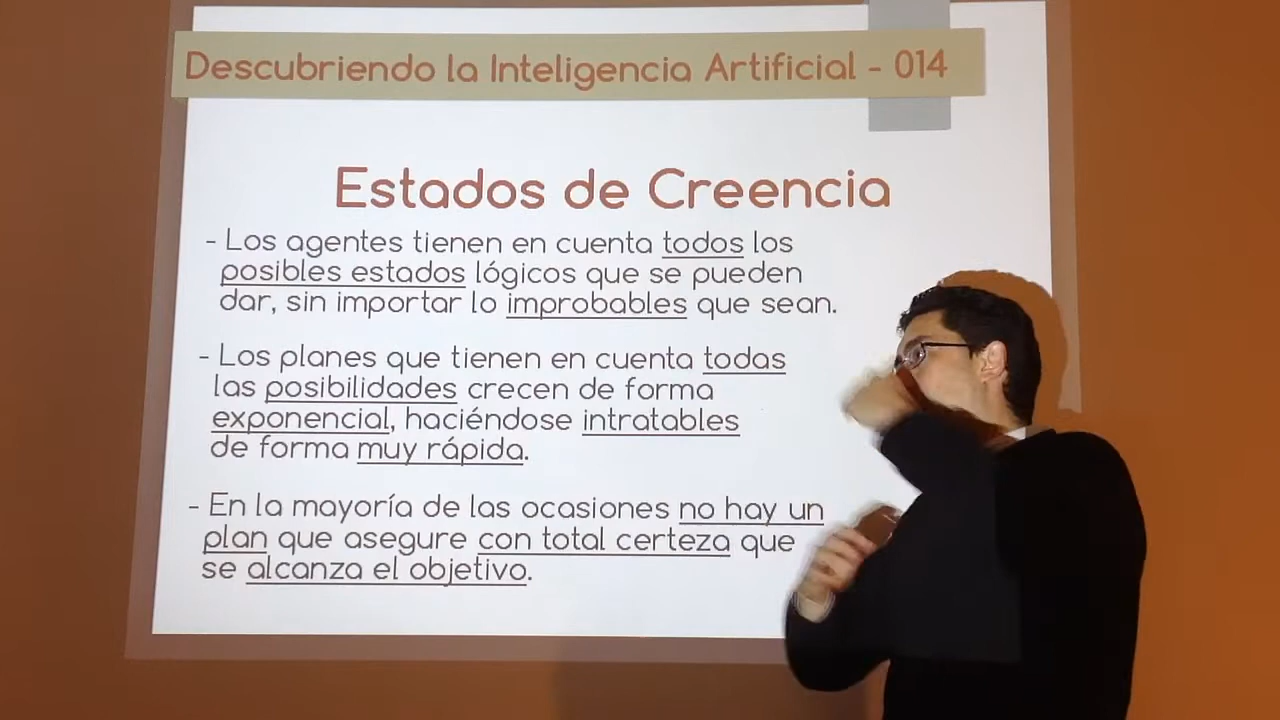 Descubriendo la Inteligencia Artificial - 014
Estados de Creencia
- Los agentes tienen en cuenta todos los
posibles estados lógicos que se pueden
dar, sin importar lo improbables que sean.
- Los planes que tienen en cuenta todas
las posibilidades crecen de forma
exponencial, haciéndose intratables
de forma muy rápida.
- En la mayoría de las ocasiones no hay un
plan que asegure con total certeza que
se alcanza el objetivo.